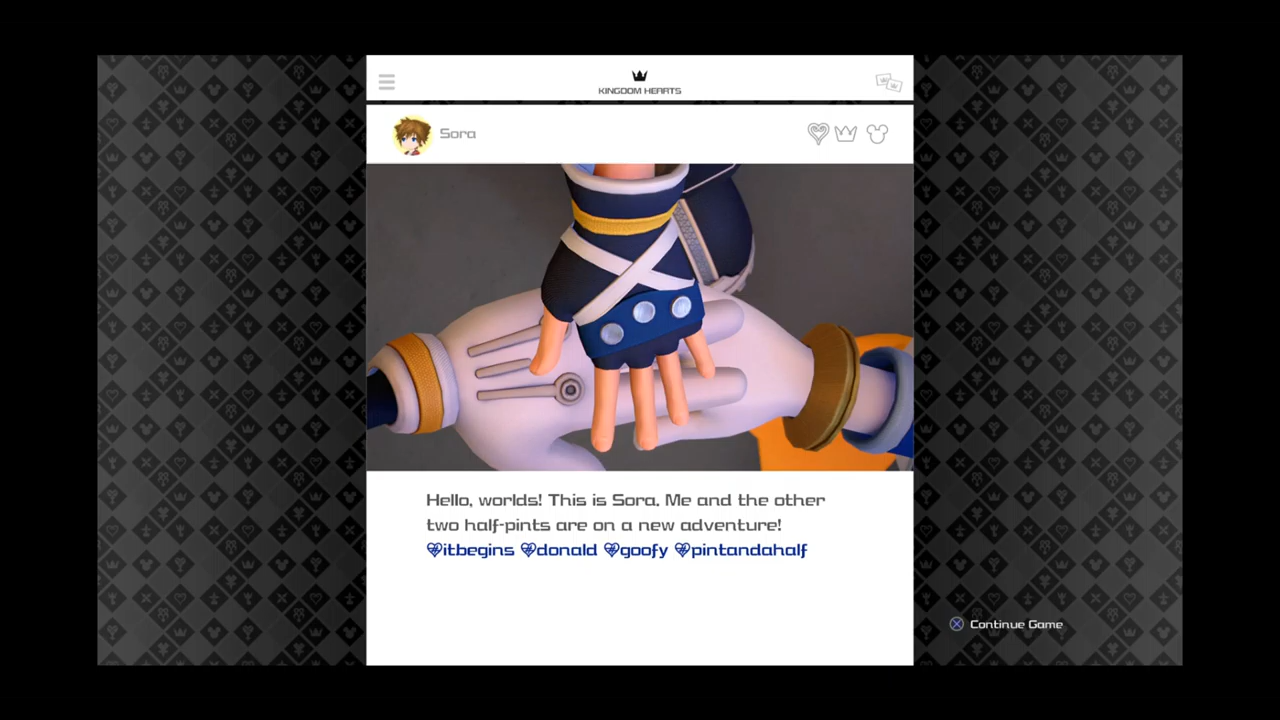 KINGDOM HEARTS
Sora
Hello, worlds! This is Sora. Me and the other
two half-pints are on a new adventure!
itbegins donald goofy pintandahalf
Continue Game